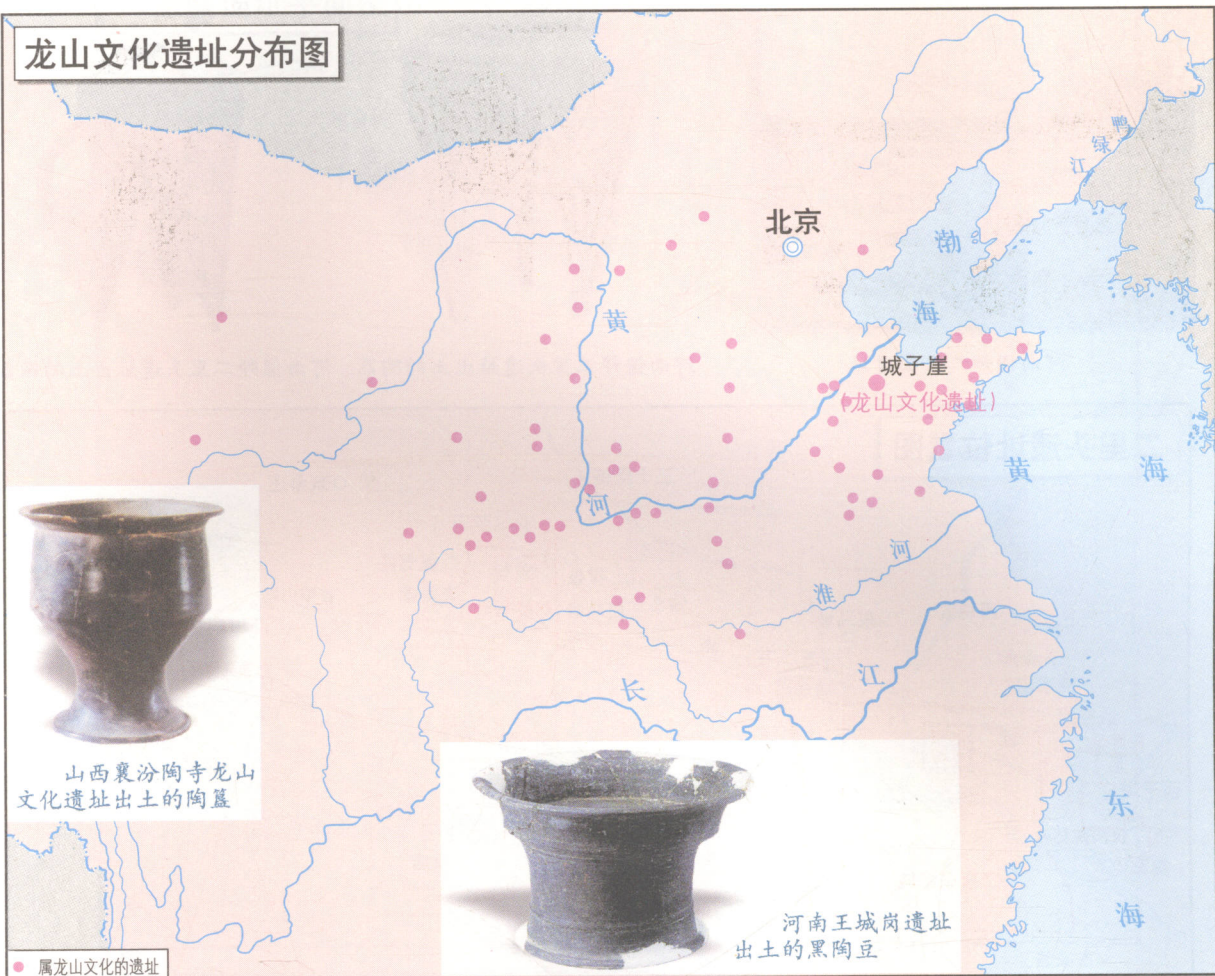 龙山文化遗址分布图
鸭
绿
江
北京
渤
海
黄
河
城子崖
(龙山文化遗址)
黄 海
淮 河
长 江
东
海
山西襄汾陶寺龙山
文化遗址出土的陶簋
河南王城岗遗址
出土的黑陶豆
属龙山文化的遗址